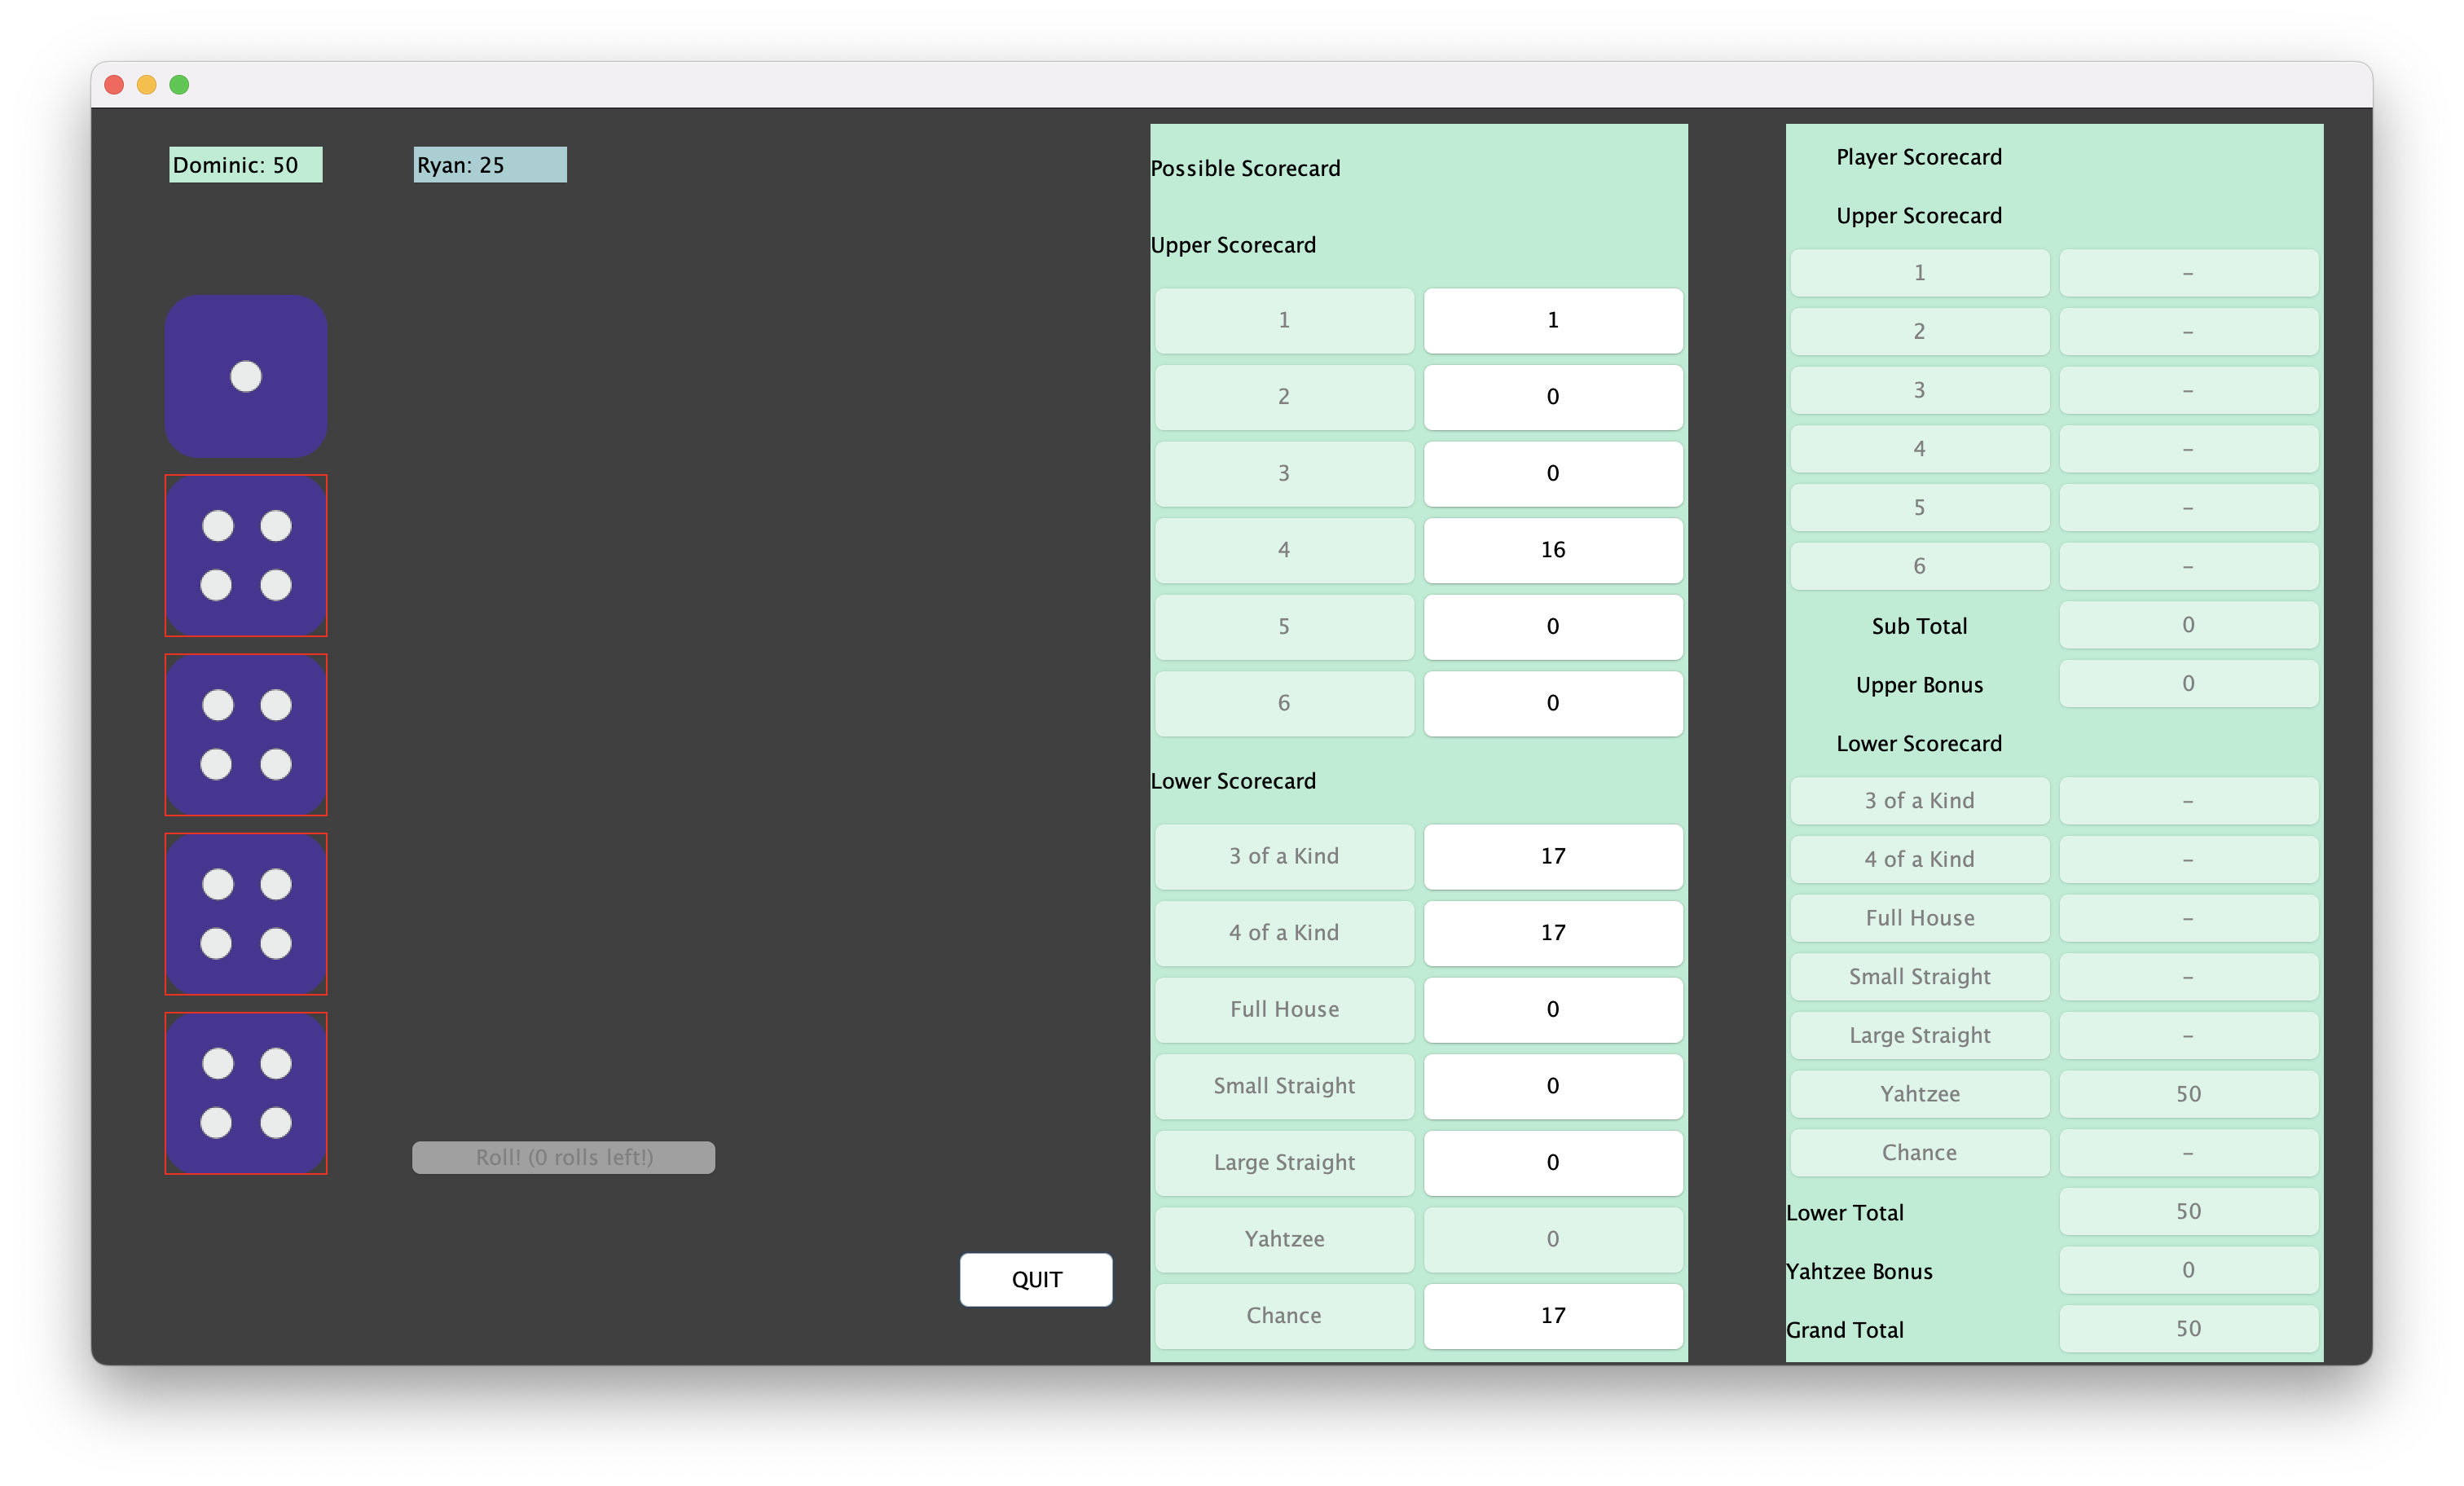 Dominic: 50
Ryan: 25
Roll! (0 rolls left!)
QUIT
Possible Scorecard
Upper Scorecard
1 1
2 0
3 0
4 16
5 0
6 0
Lower Scorecard
3 of a Kind 17
4 of a Kind 17
Full House 0
Small Straight 0
Large Straight 0
Yahtzee 0
Chance 17
Player Scorecard
Upper Scorecard
1 –
2 –
3 –
4 –
5 –
6 –
Sub Total 0
Upper Bonus 0
Lower Scorecard
3 of a Kind –
4 of a Kind –
Full House –
Small Straight –
Large Straight –
Yahtzee 50
Chance –
Lower Total 50
Yahtzee Bonus 0
Grand Total 50